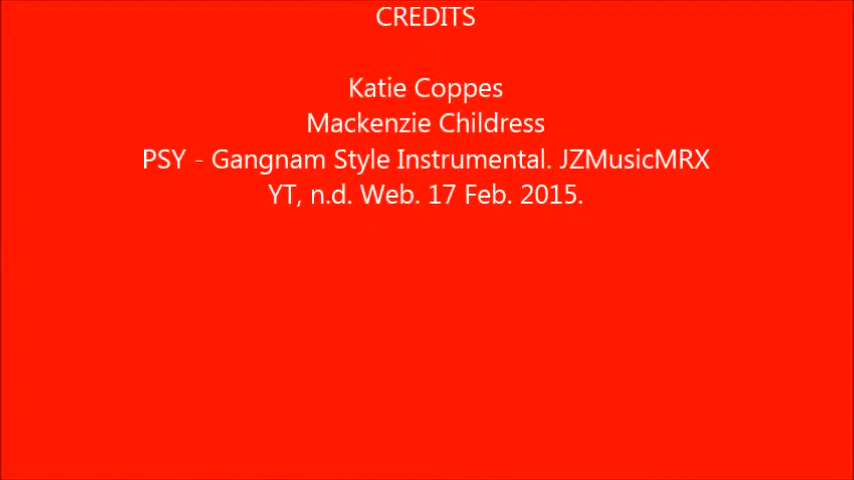 CREDITS
Katie Coppes
Mackenzie Childress
PSY - Gangnam Style Instrumental. JZMusicMRX
YT, n.d. Web. 17 Feb. 2015.